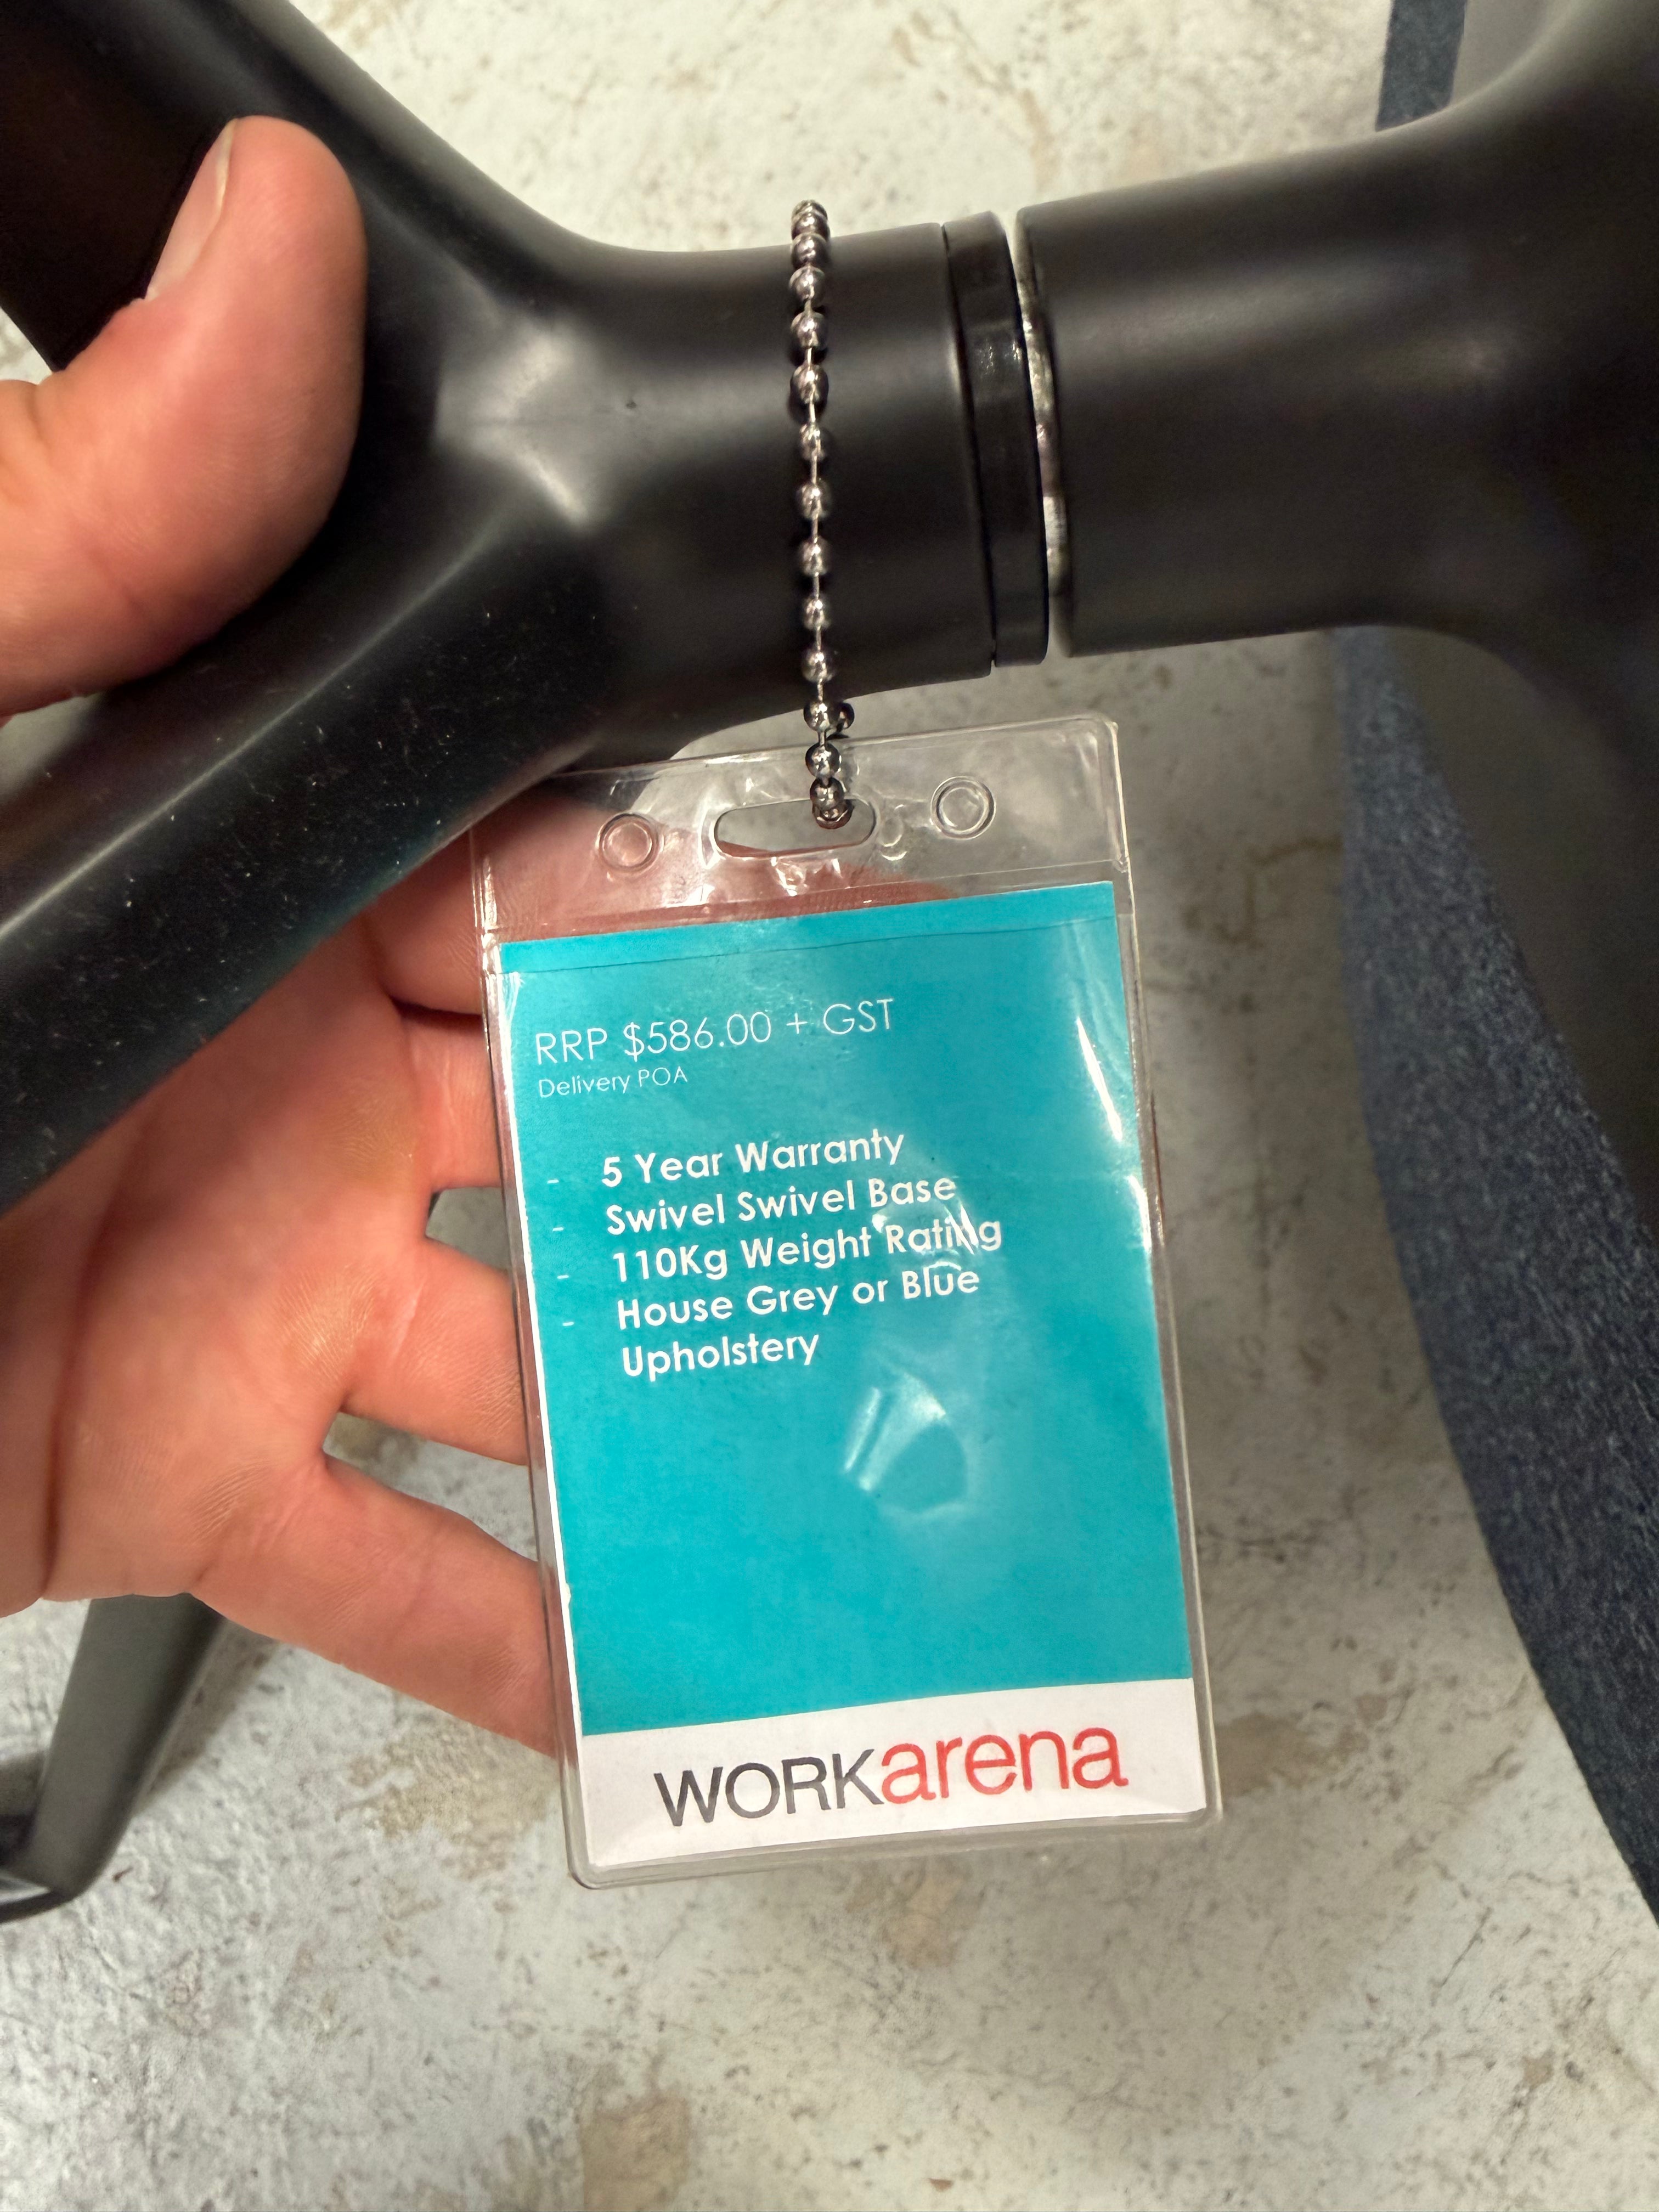 RRP $586.00 + GST
Delivery POA
- 5 Year Warranty
- Swivel Swivel Base
- 110Kg Weight Rating
- House Grey or Blue
Upholstery
WORKarena